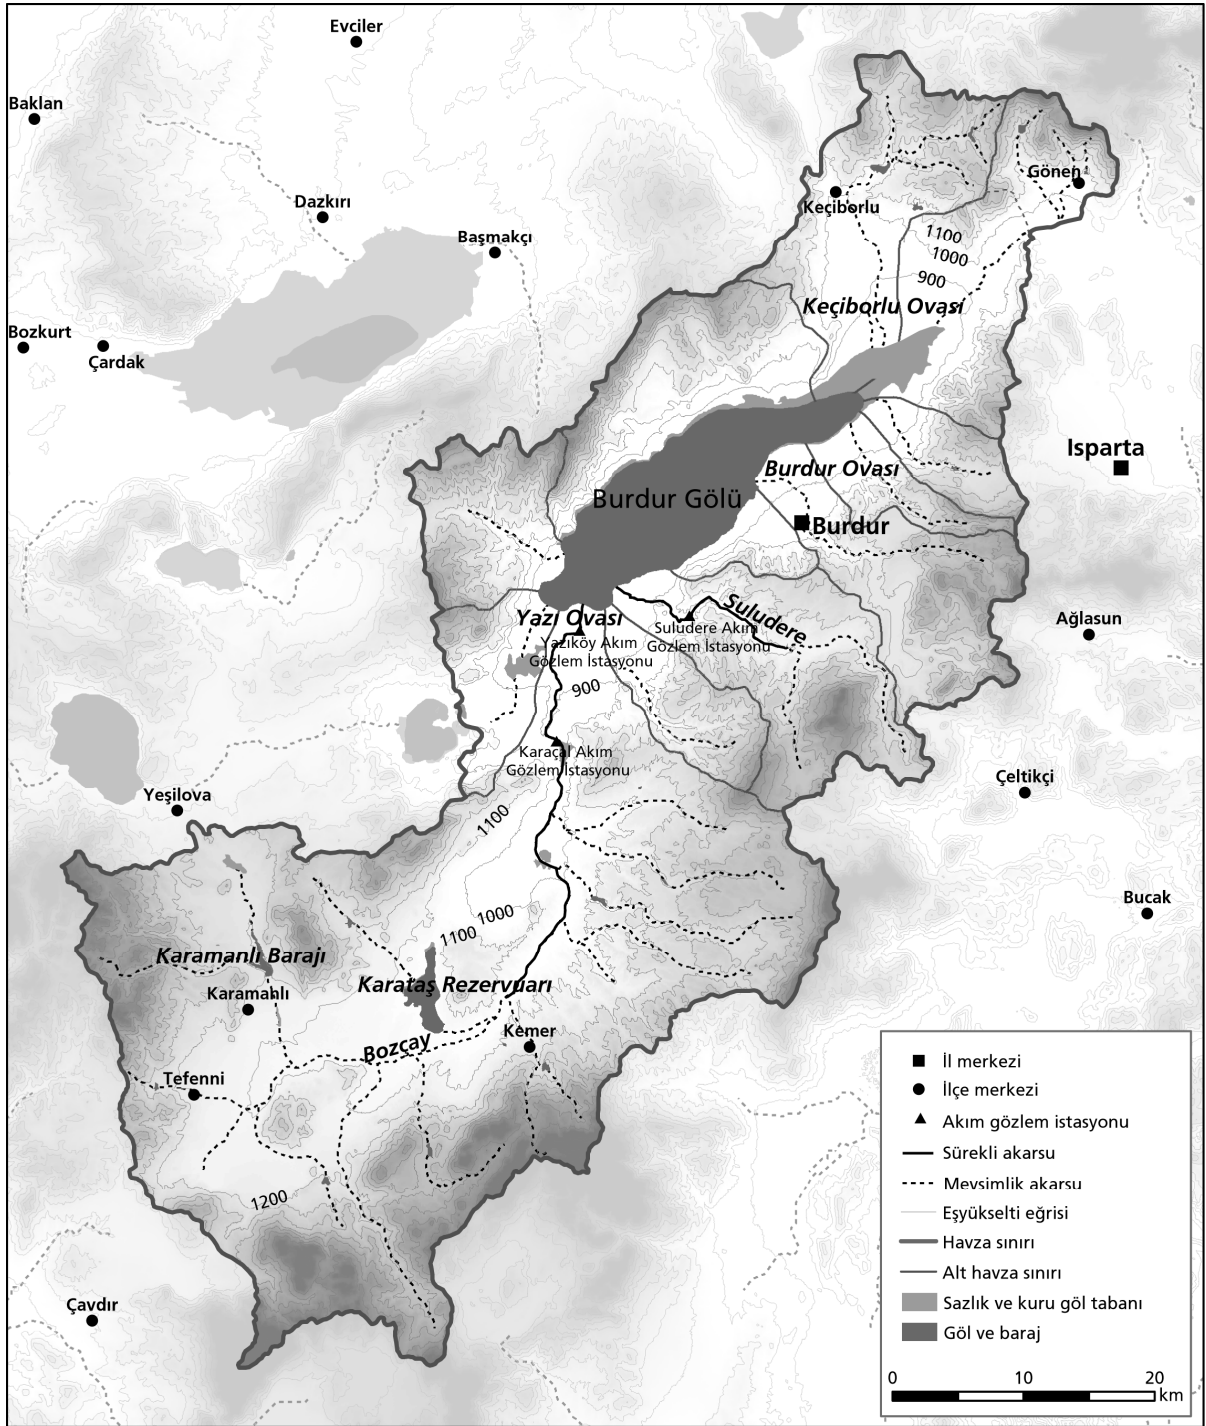 Evciler
Baklan
Dazkırı
Başmakçı
Bozkurt
Çardak
Gönen
Keçiborlu
1100
1000
900
Keçiborlu Ovası
Isparta
Burdur Ovası
Burdur Gölü
Burdur
Suludere
Yazı Ovası
Ağlasun
Suludere Akım
Gözlem İstasyonu
Yazıköy Akım
Gözlem İstasyonu
900
Karaçal Akım
Gözlem İstasyonu
Çeltikçi
Yeşilova
1100
Bucak
1000
1100
Karamanlı Barajı
Karataş Rezervuarı
Karamanlı
Kemer
Bozçay
Tefenni
1200
Çavdır
İl merkezi
İlçe merkezi
Akım gözlem istasyonu
Sürekli akarsu
Mevsimlik akarsu
Eşyükselti eğrisi
Havza sınırı
Alt havza sınırı
Sazlık ve kuru göl tabanı
Göl ve baraj
0 10 20
km